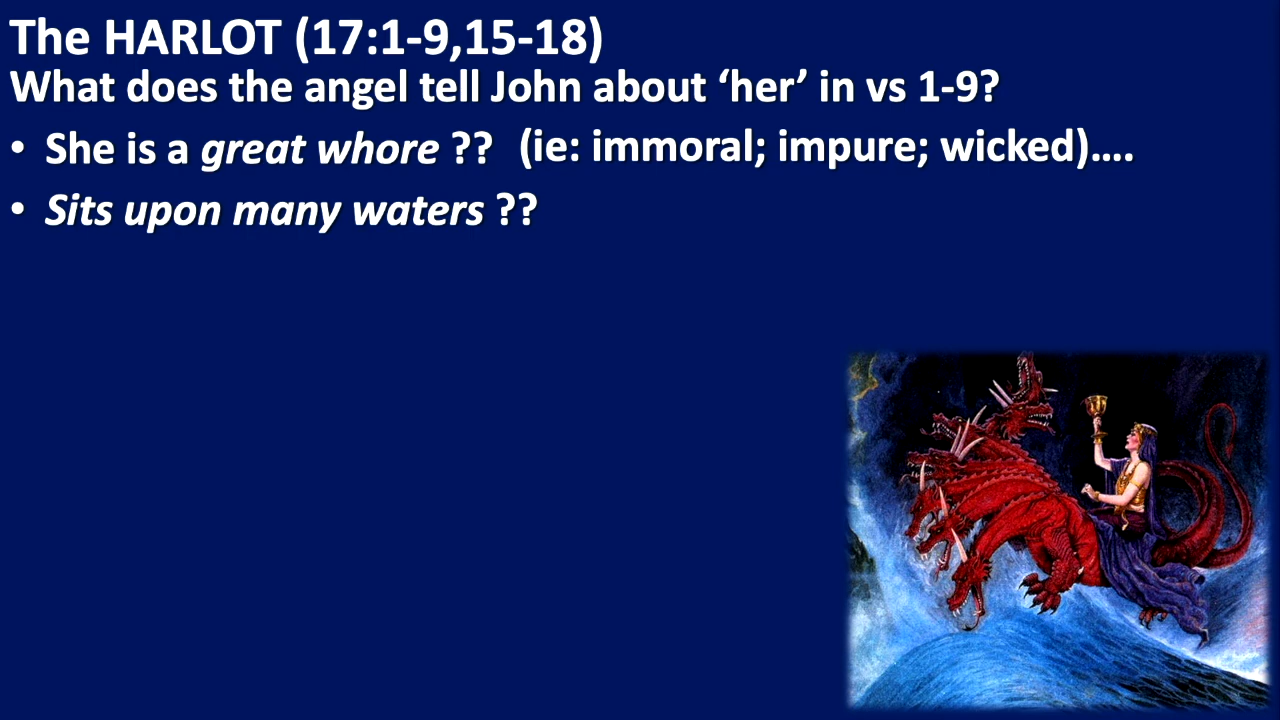 The HARLOT (17:1-9,15-18)
What does the angel tell John about ‘her’ in vs 1-9?
• She is a great whore ?? (ie: immoral; impure; wicked)....
• Sits upon many waters ??